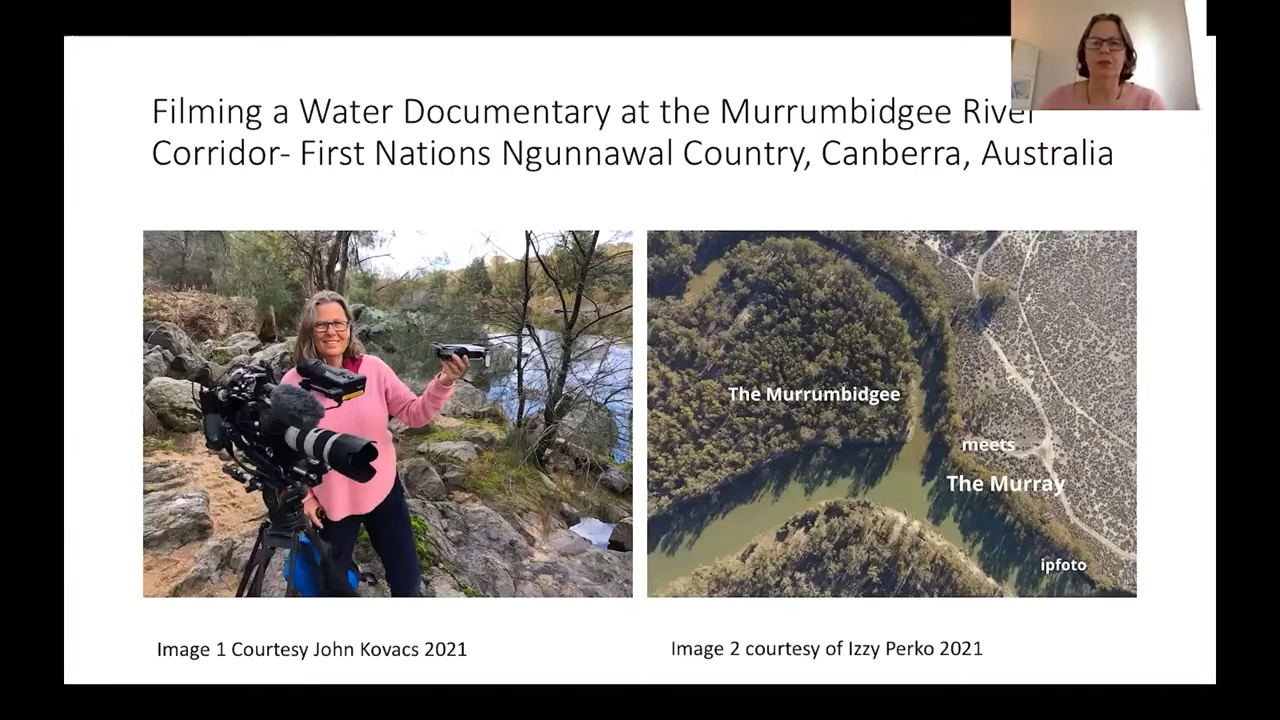 Filming a Water Documentary at the Murrumbidgee River
Corridor- First Nations Ngunnawal Country, Canberra, Australia
The Murrumbidgee
meets
The Murray
ipfoto
Image 1 Courtesy John Kovacs 2021
Image 2 courtesy of Izzy Perko 2021